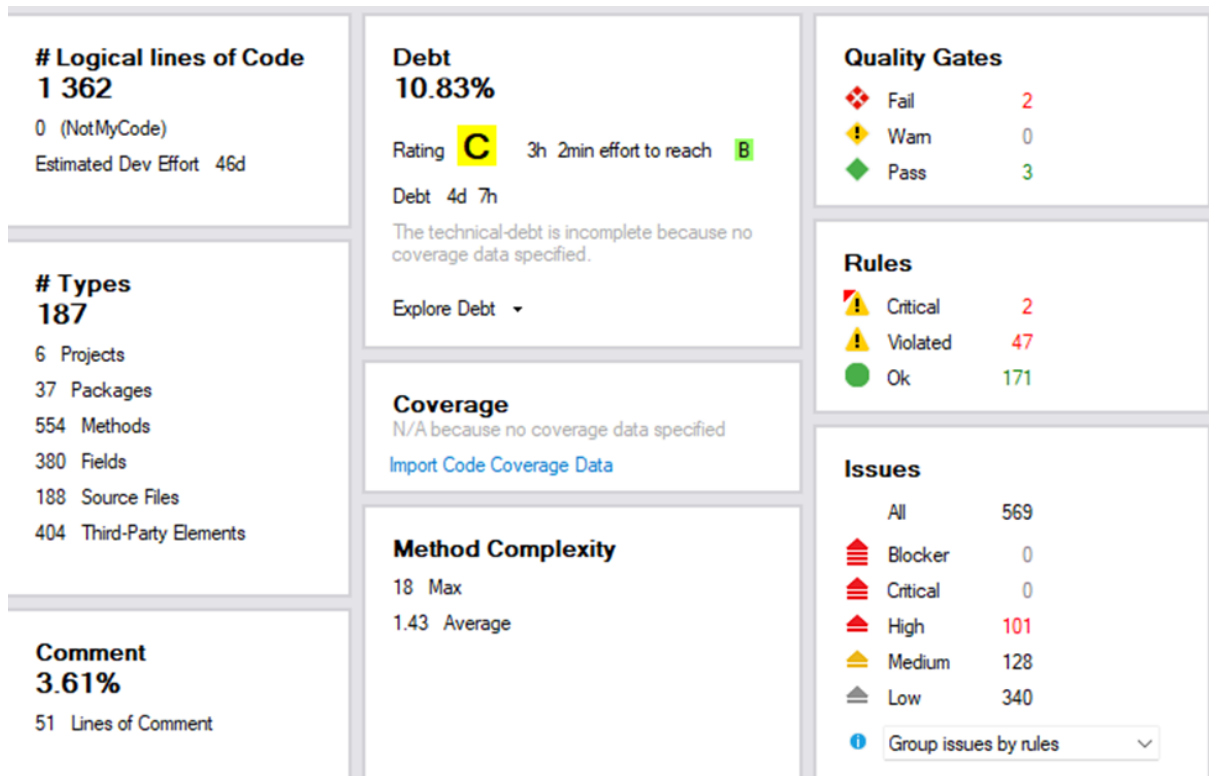 # Logical lines of Code
1 362
0 (NotMyCode)
Estimated Dev Effort 46d
# Types
187
6 Projects
37 Packages
554 Methods
380 Fields
188 Source Files
404 Third-Party Elements
Comment
3.61%
51 Lines of Comment
Debt
10.83%
Rating C 3h 2min effort to reach B
Debt 4d 7h
The technical-debt is incomplete because no
coverage data specified.
Explore Debt
Coverage
N/A because no coverage data specified
Import Code Coverage Data
Method Complexity
18 Max
1.43 Average
Quality Gates
Fail 2
Warn 0
Pass 3
Rules
Critical 2
Violated 47
Ok 171
Issues
All 569
Blocker 0
Critical 0
High 101
Medium 128
Low 340
Group issues by rules